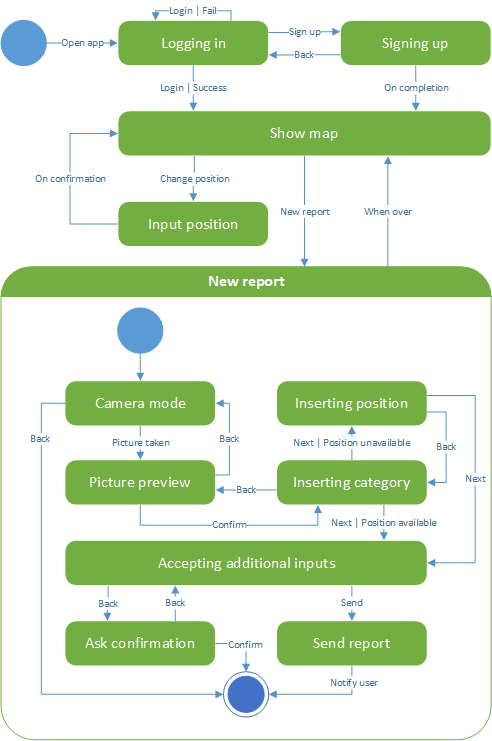 Login | Fail
Open app
Logging in
Sign up
Back
Signing up
Login | Success
On completion
Show map
On confirmation
Change position
New report
When over
Input position
New report
Camera mode
Inserting position
Back
Picture taken
Back
Next | Position unavailable
Back
Next
Picture preview
Back
Inserting category
Confirm
Next | Position available
Accepting additional inputs
Back
Back
Send
Ask confirmation
Confirm
Send report
Notify user